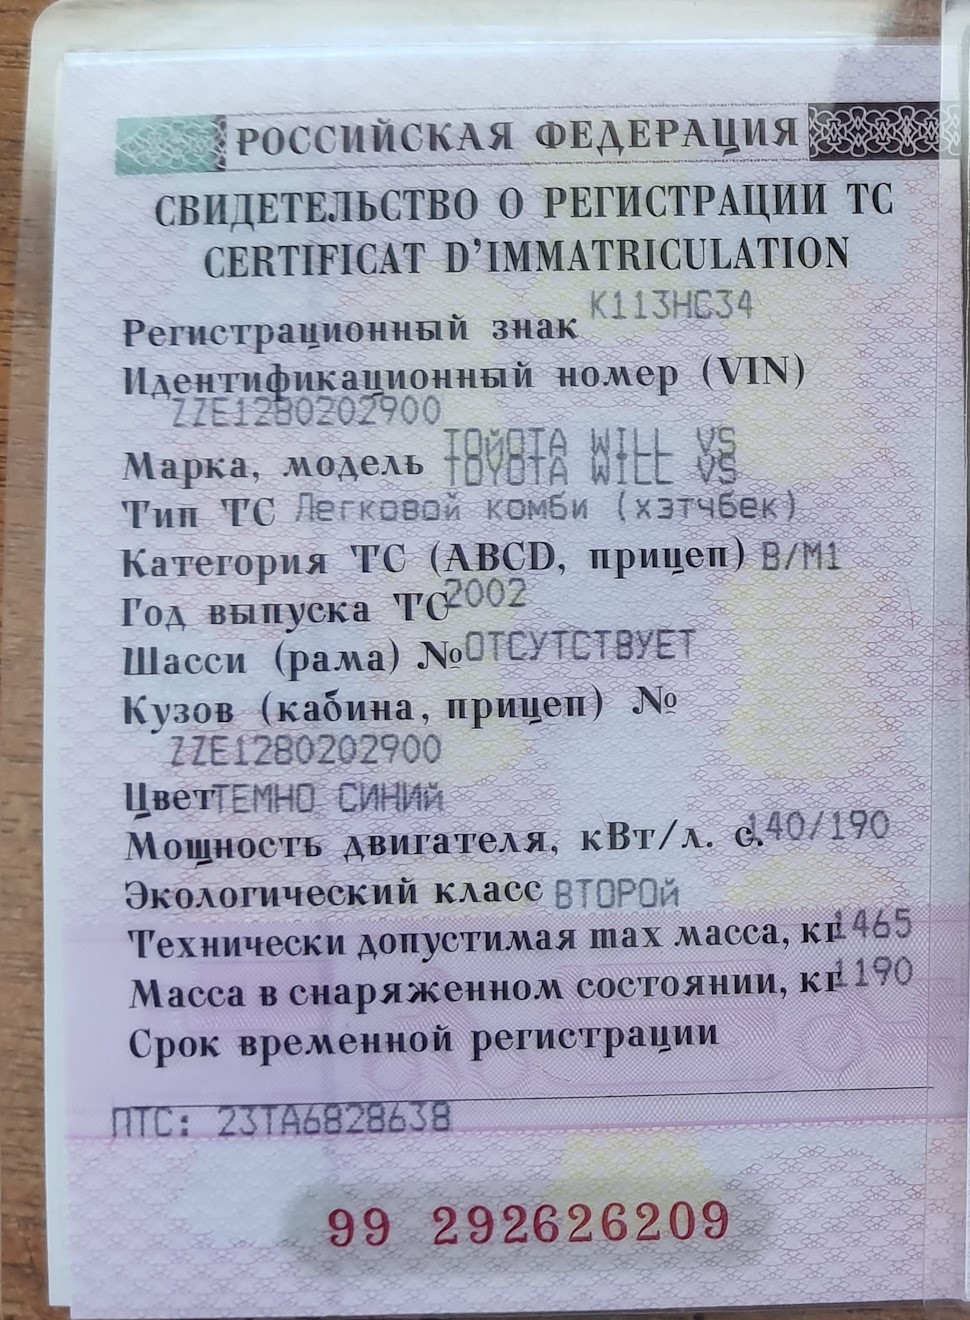 РОССИЙСКАЯ ФЕДЕРАЦИЯ
СВИДЕТЕЛЬСТВО О РЕГИСТРАЦИИ ТС
CERTIFICAT D'IMMATRICULATION
Регистрационный знак К113НС34
Идентификационный номер (VIN)
ZZE1280202900
Марка, модель ТОЙОТА WILL VS
TOYOTA WILL VS
Тип ТС Легковой комби (хэтчбек)
Категория ТС (ABCD, прицеп) B/M1
Год выпуска ТС 2002
Шасси (рама) № ОТСУТСТВУЕТ
Кузов (кабина, прицеп) №
ZZE1280202900
Цвет ТЕМНО СИНИЙ
Мощность двигателя, кВт/л. с. 140/190
Экологический класс ВТОРОЙ
Технически допустимая max масса, кг 1465
Масса в снаряженном состоянии, кг 1190
Срок временной регистрации
ПТС: 23ТА6828638
99 292626209